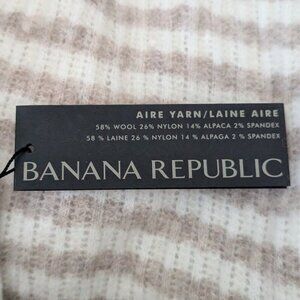 AIRE YARN/LAINE AIRE
58% WOOL 26% NYLON 14% ALPACA 2% SPANDEX
58 % LAINE 26 % NYLON 14 % ALPAGA 2 % SPANDEX
BANANA REPUBLIC